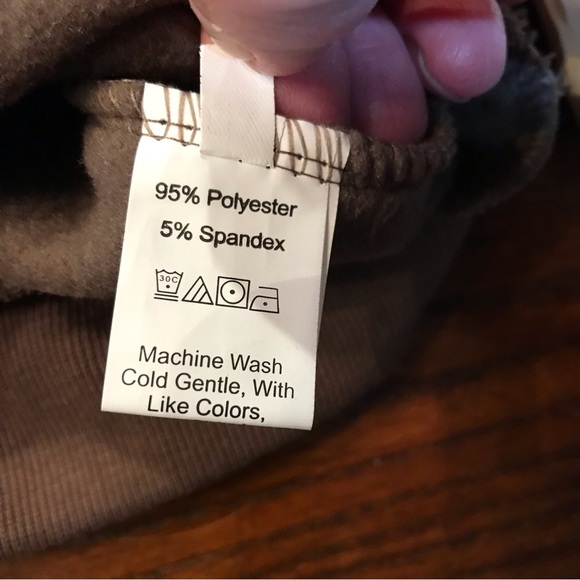 95% Polyester
5% Spandex
30C
Machine Wash
Cold Gentle, With
Like Colors,